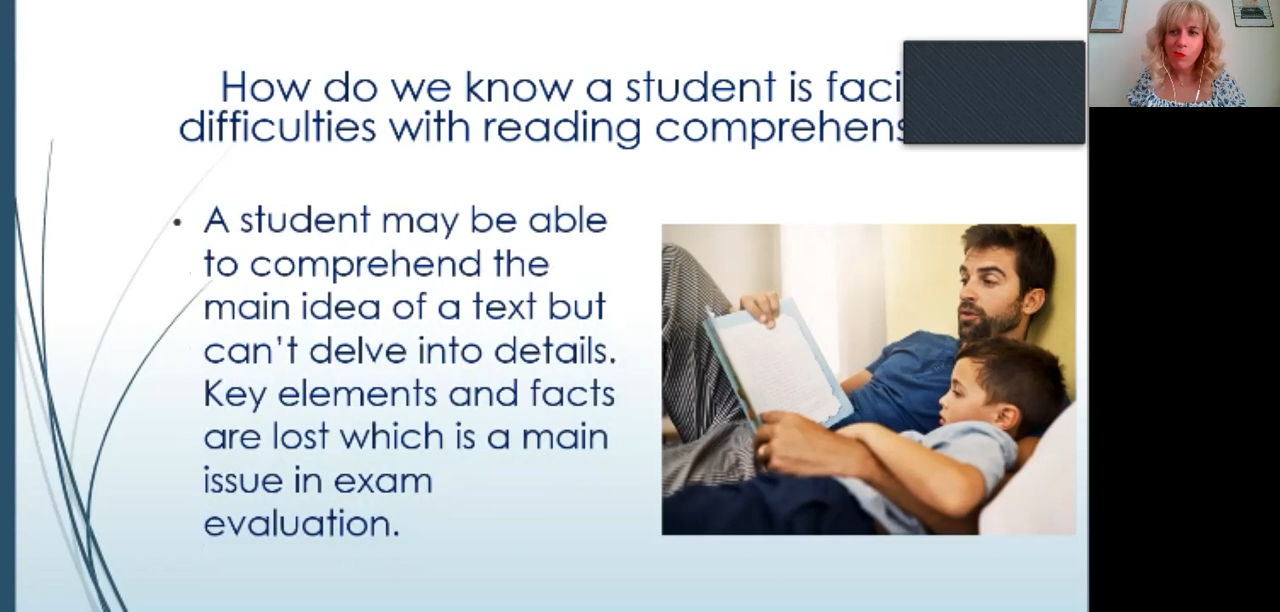 How do we know a student is faci
difficulties with reading comprehens
• A student may be able
to comprehend the
main idea of a text but
can't delve into details.
Key elements and facts
are lost which is a main
issue in exam
evaluation.